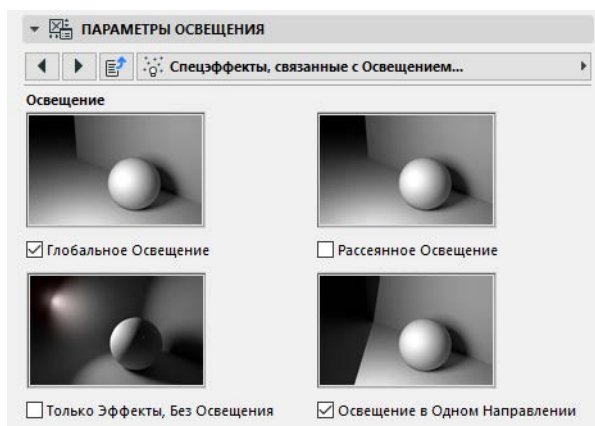 ПАРАМЕТРЫ ОСВЕЩЕНИЯ
Спецэффекты, связанные с Освещением...
Освещение
Глобальное Освещение
Рассеянное Освещение
Только Эффекты, Без Освещения
Освещение в Одном Направлении